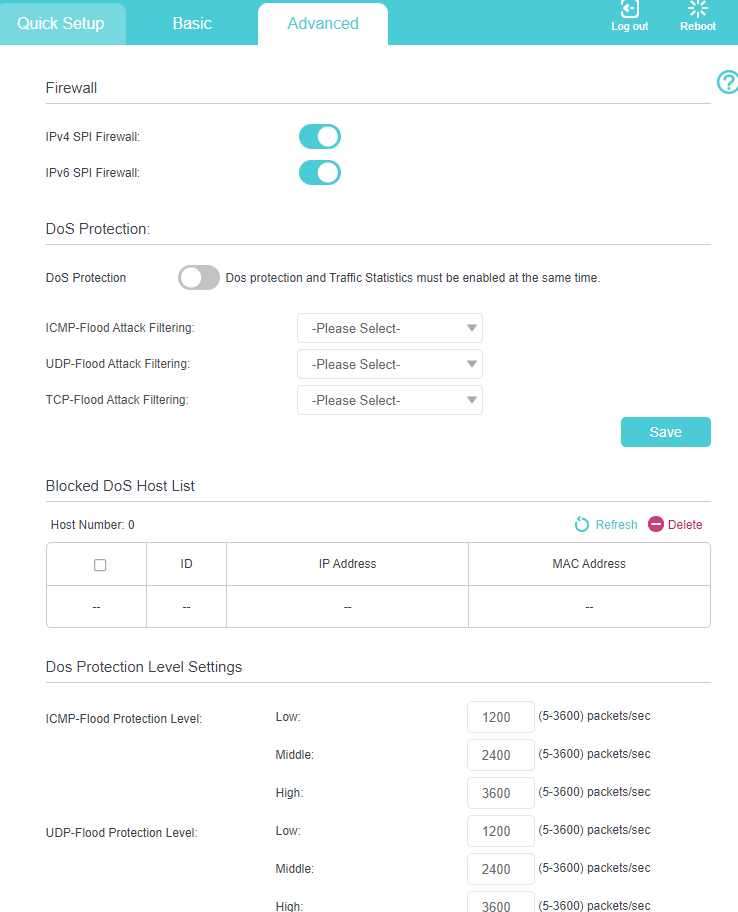 Quick Setup Basic Advanced Log out Reboot
Firewall
?
IPv4 SPI Firewall:
IPv6 SPI Firewall:
DoS Protection:
DoS Protection Dos protection and Traffic Statistics must be enabled at the same time.
ICMP-Flood Attack Filtering: -Please Select-
UDP-Flood Attack Filtering: -Please Select-
TCP-Flood Attack Filtering: -Please Select-
Save
Blocked DoS Host List
Host Number: 0 Refresh Delete
ID IP Address MAC Address
-- -- -- --
Dos Protection Level Settings
ICMP-Flood Protection Level: Low: 1200 (5-3600) packets/sec
Middle: 2400 (5-3600) packets/sec
High: 3600 (5-3600) packets/sec
UDP-Flood Protection Level: Low: 1200 (5-3600) packets/sec
Middle: 2400 (5-3600) packets/sec
High: 3600 (5-3600) packets/sec